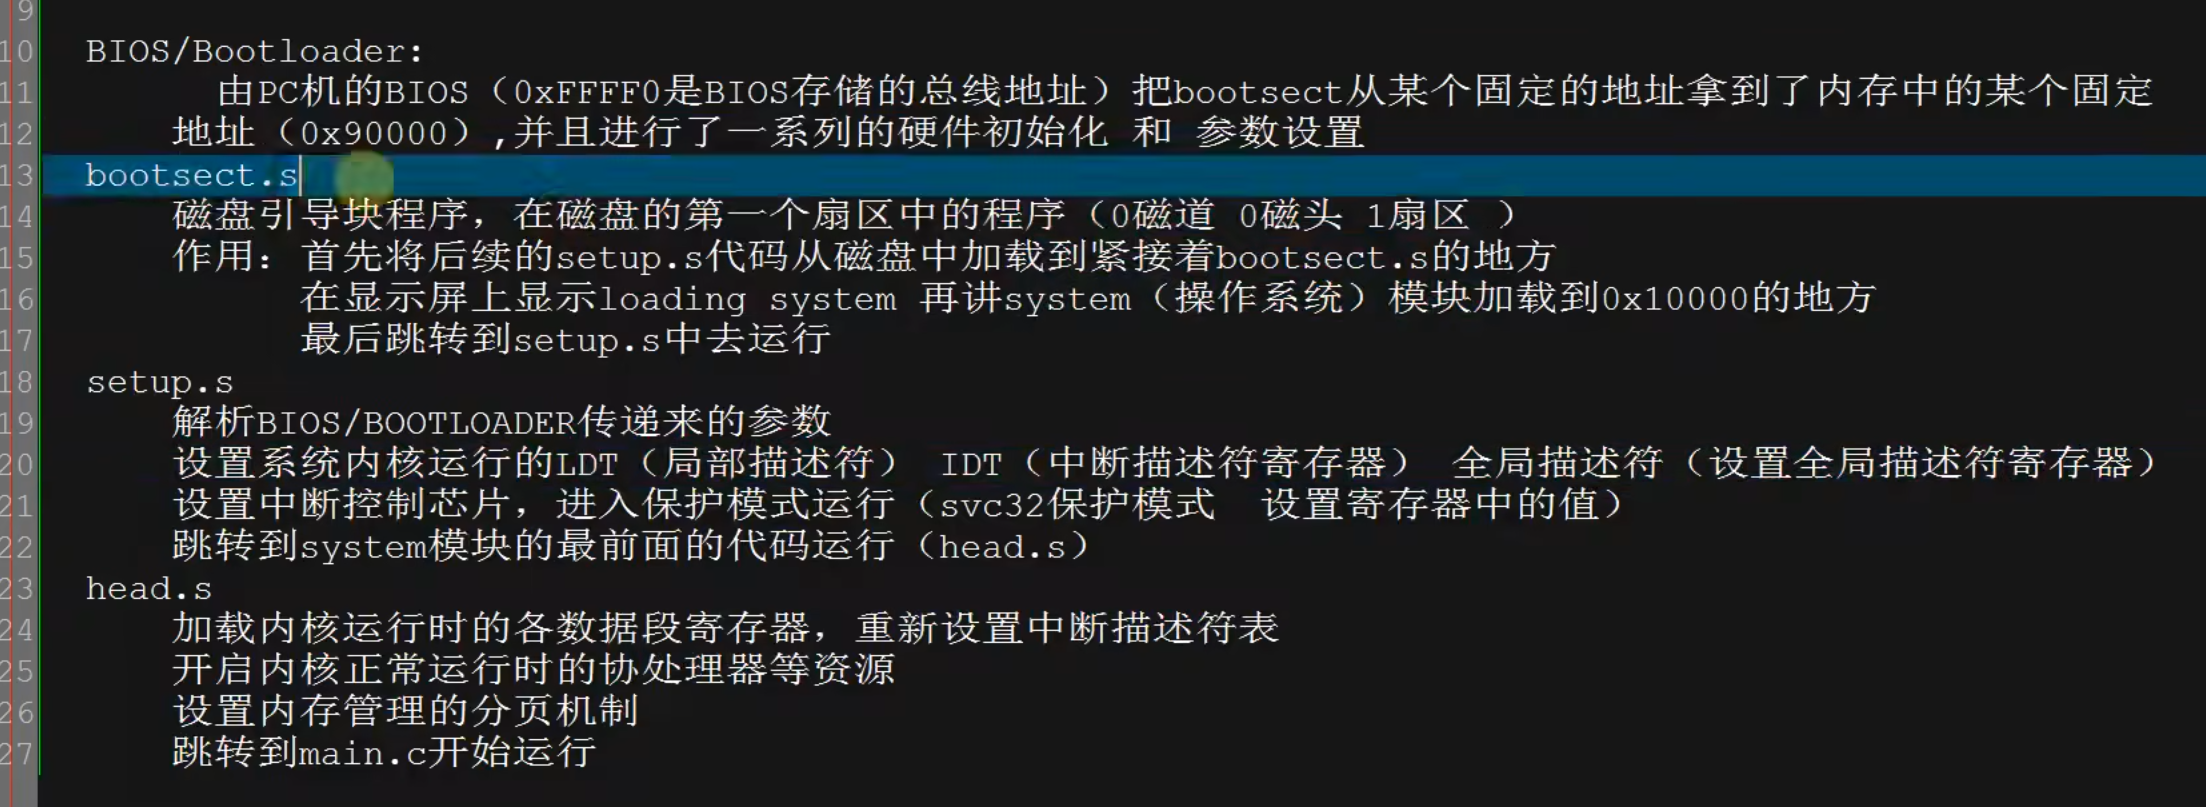 9
10 BIOS/Bootloader:
11 由PC机的BIOS（0xFFFF0是BIOS存储的总线地址）把bootsect从某个固定的地址拿到了内存中的某个固定
12 地址（0x90000）,并且进行了一系列的硬件初始化 和 参数设置
13 bootsect.s
14 磁盘引导块程序，在磁盘的第一个扇区中的程序（0磁道 0磁头 1扇区 ）
15 作用：首先将后续的setup.s代码从磁盘中加载到紧接着bootsect.s的地方
16 在显示屏上显示loading system 再讲system（操作系统）模块加载到0x10000的地方
17 最后跳转到setup.s中去运行
18 setup.s
19 解析BIOS/BOOTLOADER传递来的参数
20 设置系统内核运行的LDT（局部描述符） IDT（中断描述符寄存器） 全局描述符（设置全局描述符寄存器）
21 设置中断控制芯片，进入保护模式运行（svc32保护模式 设置寄存器中的值）
22 跳转到system模块的最前面的代码运行（head.s）
23 head.s
24 加载内核运行时的各数据段寄存器，重新设置中断描述符表
25 开启内核正常运行时的协处理器等资源
26 设置内存管理的分页机制
27 跳转到main.c开始运行